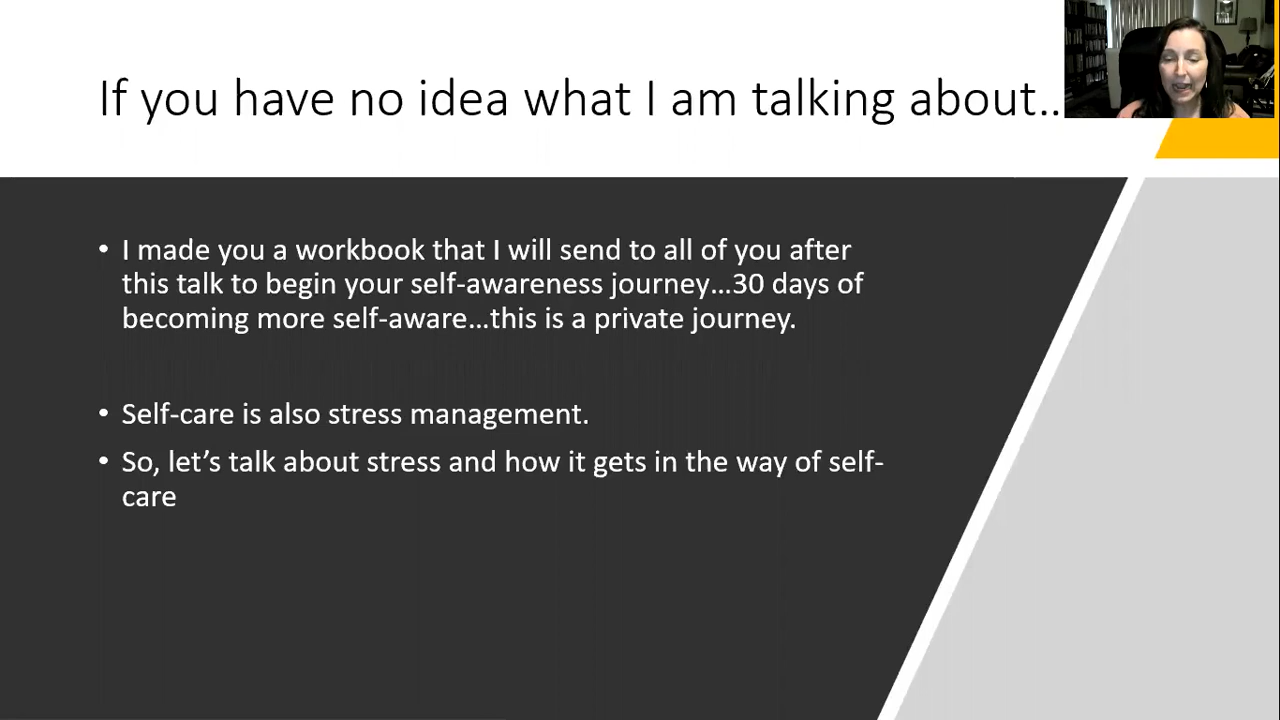 If you have no idea what I am talking about..
• I made you a workbook that I will send to all of you after
this talk to begin your self-awareness journey…30 days of
becoming more self-aware…this is a private journey.
• Self-care is also stress management.
• So, let’s talk about stress and how it gets in the way of self-
care